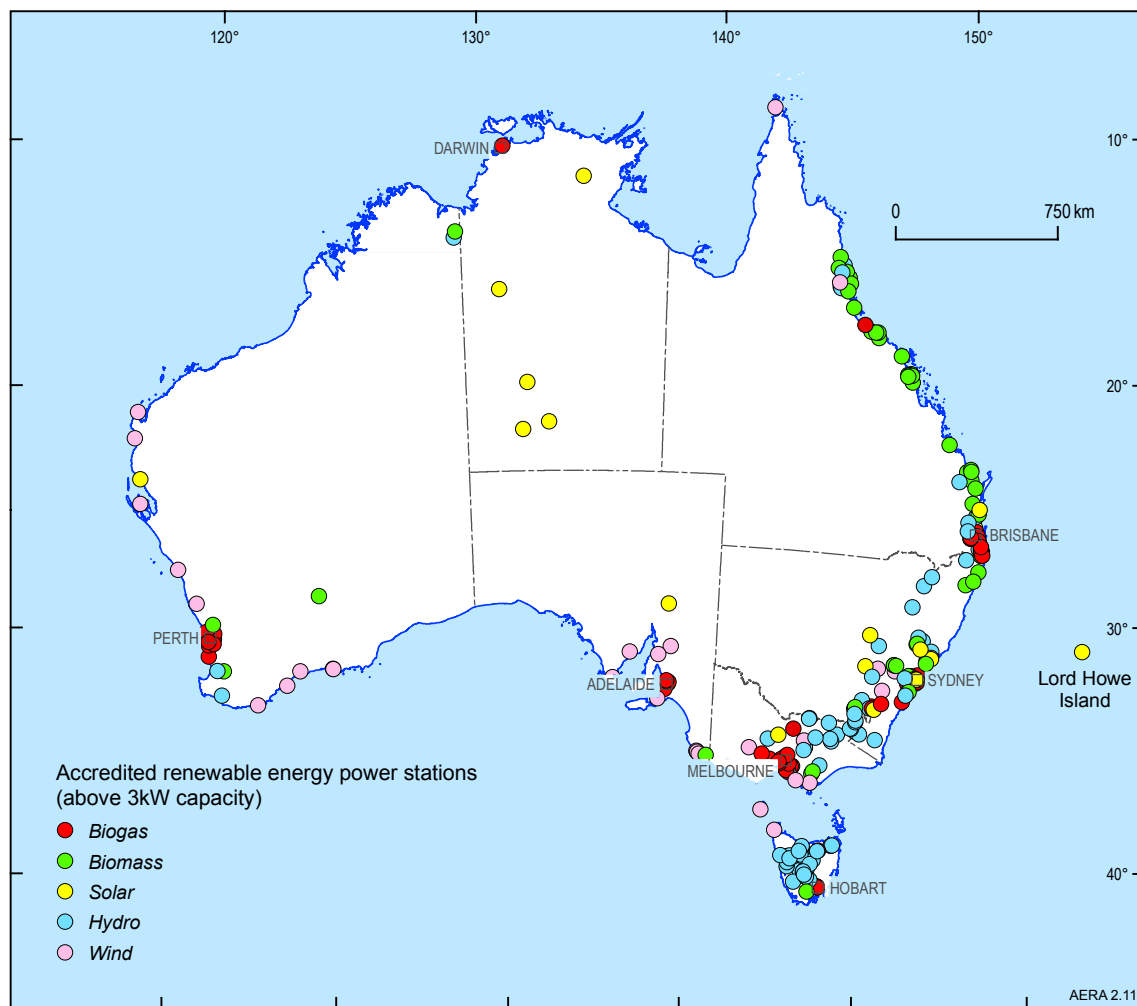 120°
130°
140°
150°
10°
DARWIN
0
750 km
20°
BRISBANE
30°
PERTH
ADELAIDE
SYDNEY
Lord Howe
Island
MELBOURNE
Accredited renewable energy power stations
(above 3kW capacity)
Biogas
Biomass
Solar
Hydro
Wind
40°
HOBART
AERA 2.11